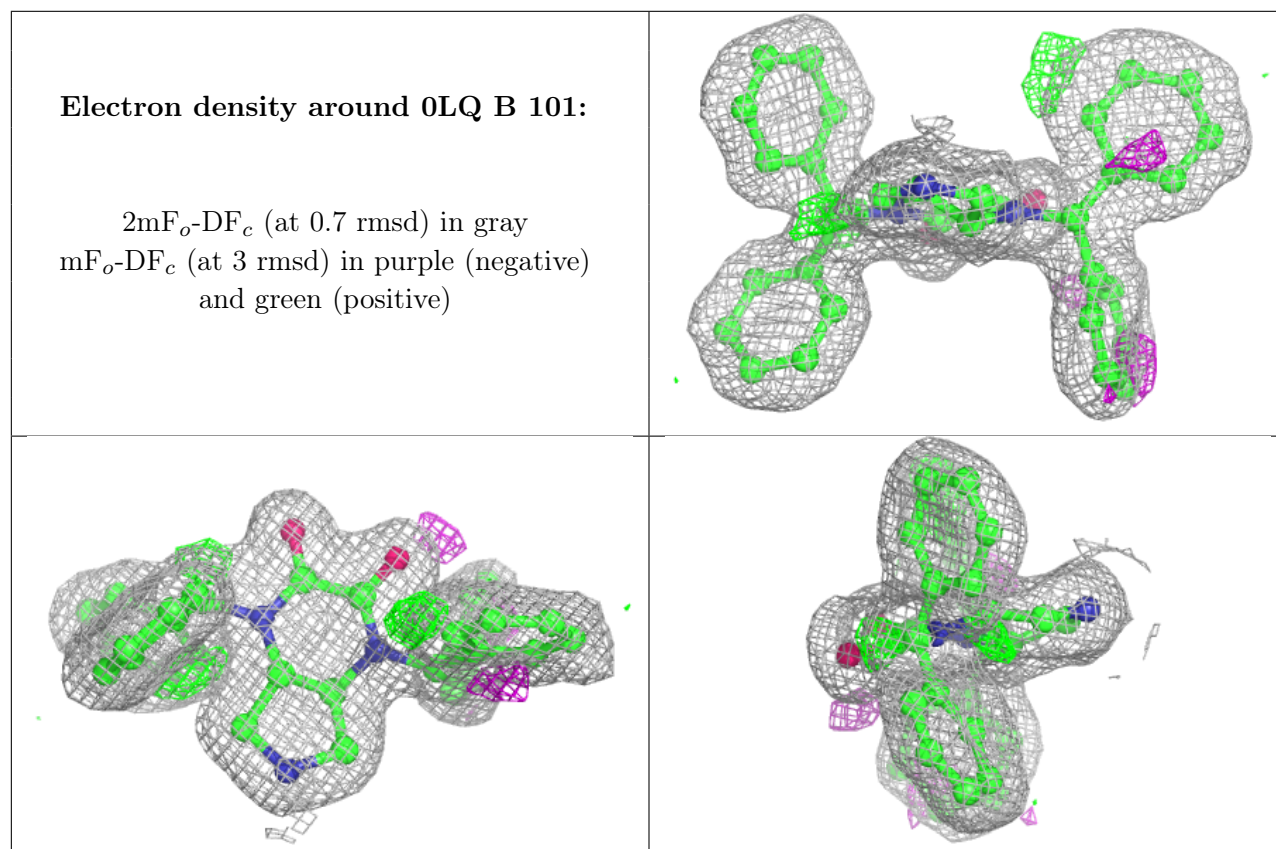 Electron density around 0LQ B 101:
2mFₒ-DF𝒸 (at 0.7 rmsd) in gray
mFₒ-DF𝒸 (at 3 rmsd) in purple (negative)
and green (positive)